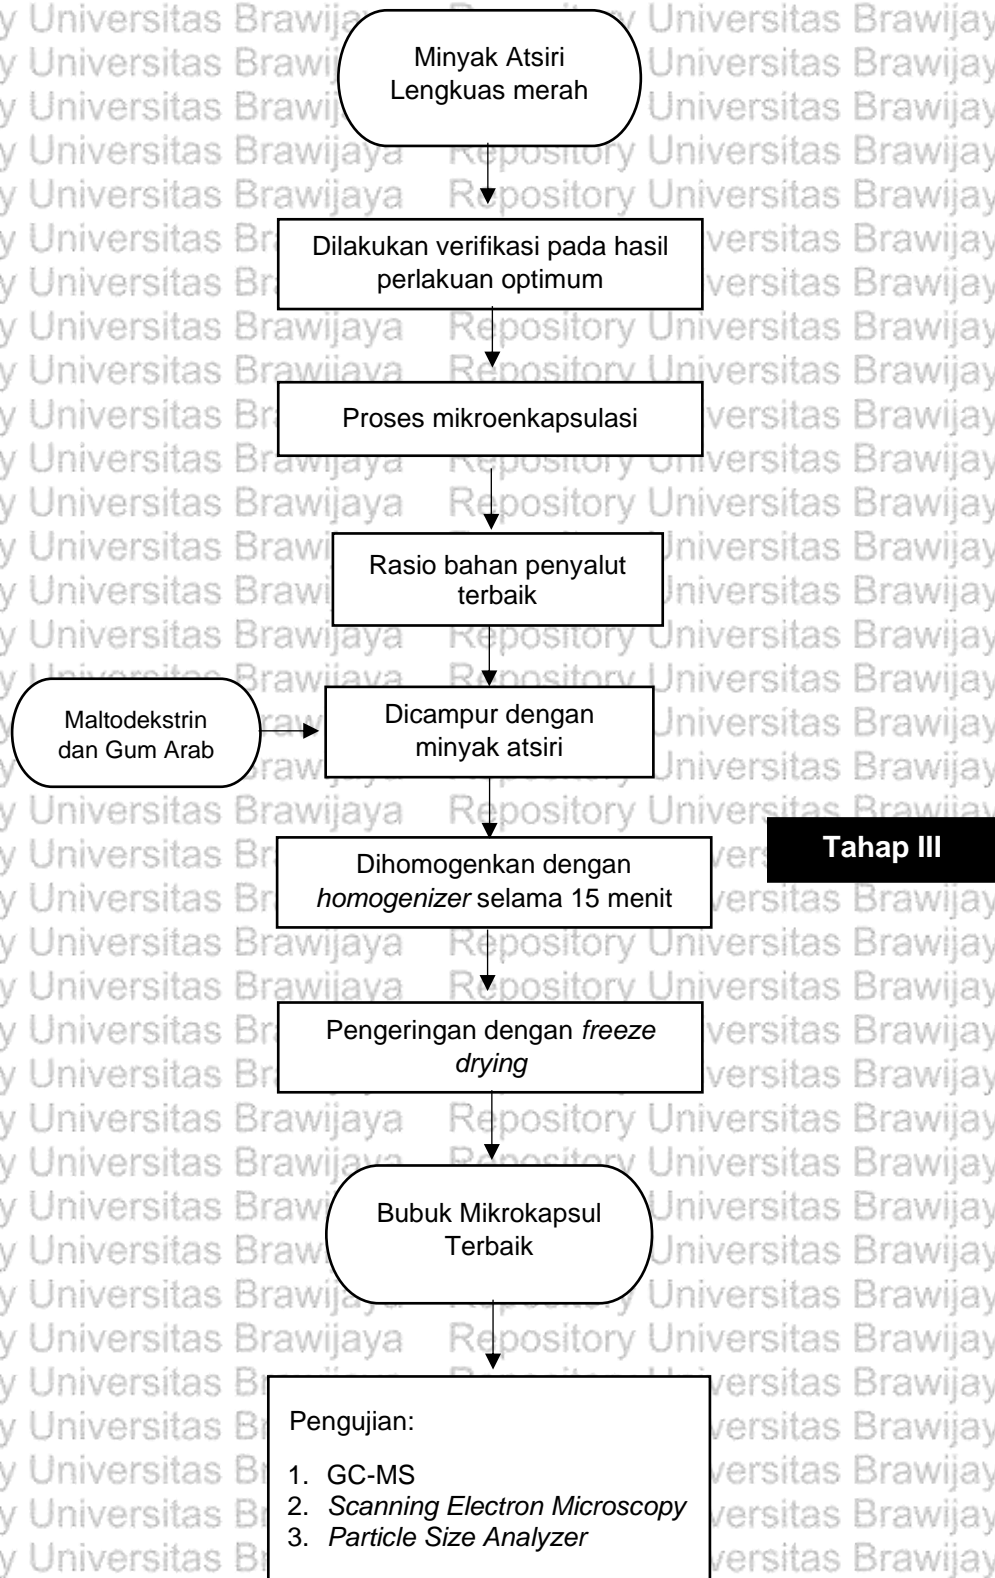 Minyak Atsiri
Lengkuas merah
Dilakukan verifikasi pada hasil
perlakuan optimum
Proses mikroenkapsulasi
Rasio bahan penyalut
terbaik
Maltodekstrin
dan Gum Arab
Dicampur dengan
minyak atsiri
Dihomogenkan dengan
homogenizer selama 15 menit
Tahap III
Pengeringan dengan freeze
drying
Bubuk Mikrokapsul
Terbaik
Pengujian:
1. GC-MS
2. Scanning Electron Microscopy
3. Particle Size Analyzer